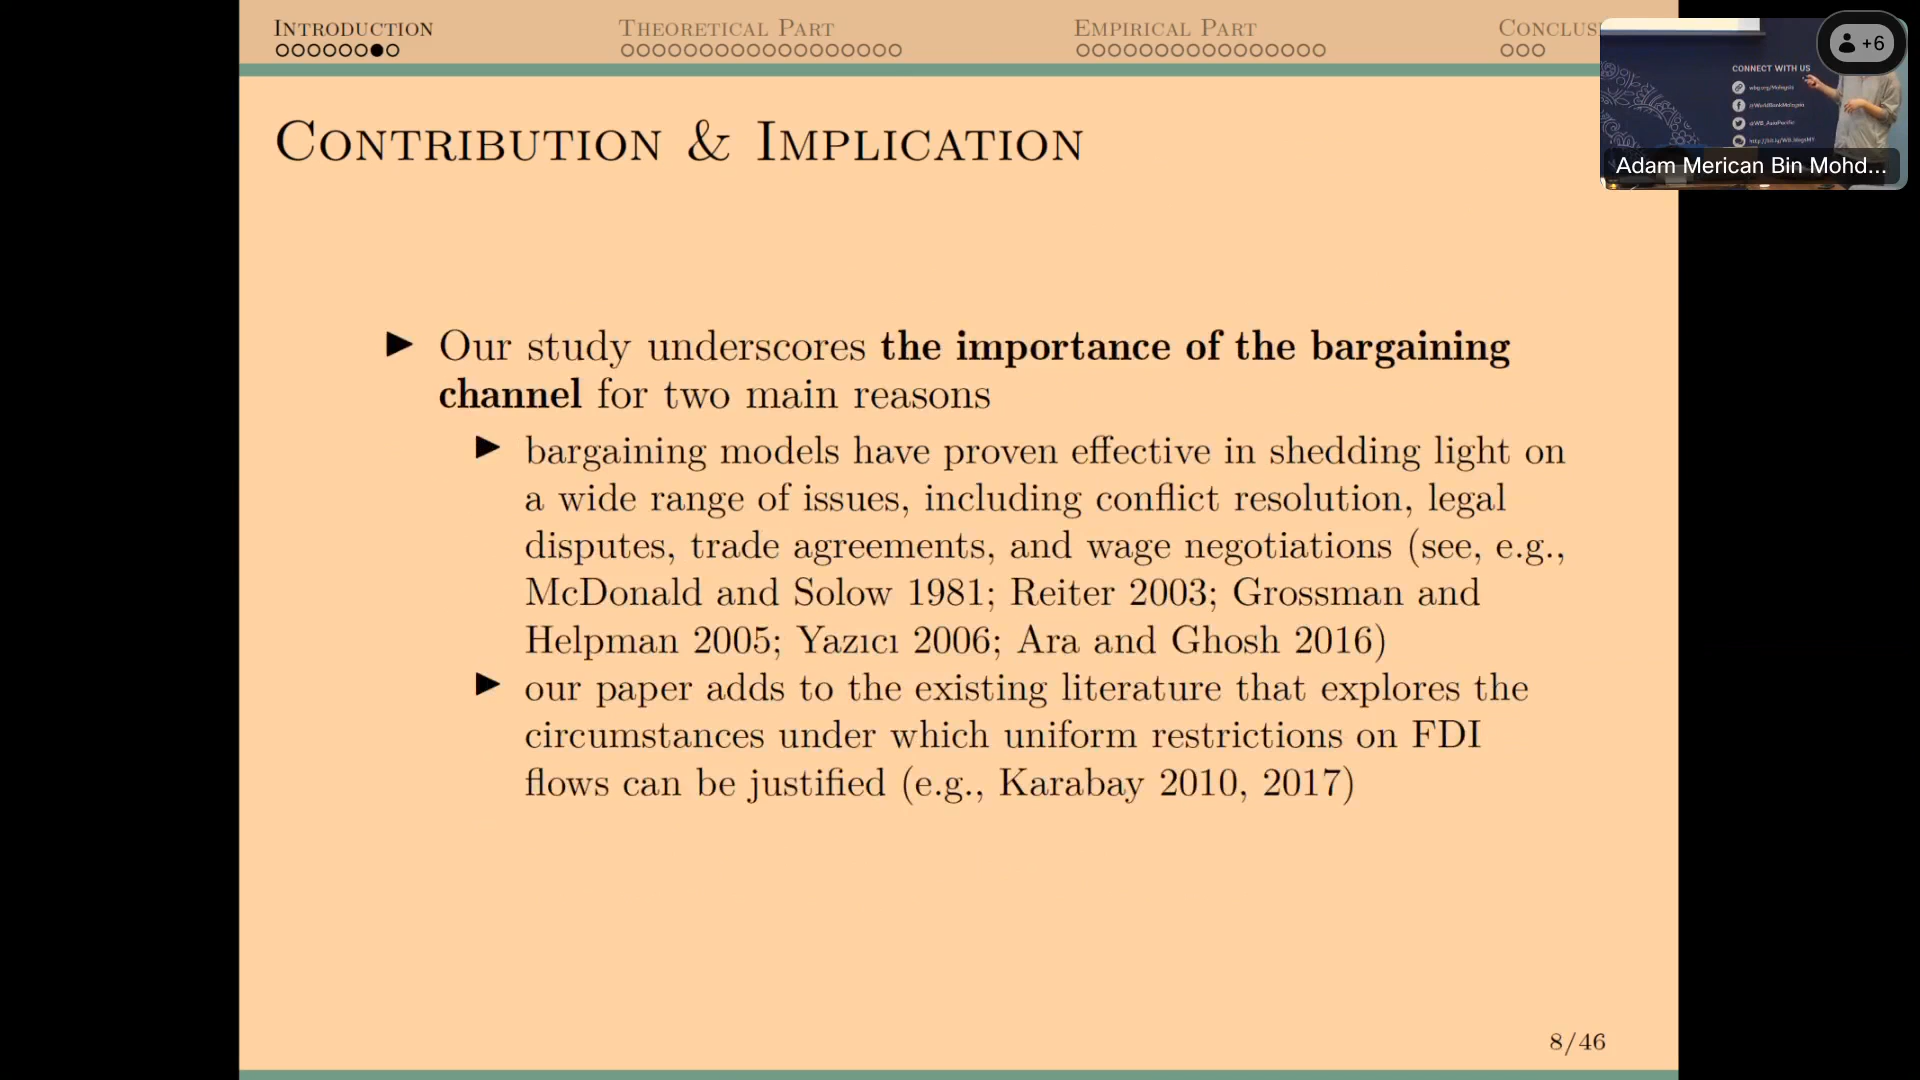 INTRODUCTION
THEORETICAL PART
EMPIRICAL PART
CONCLUS
CONTRIBUTION & IMPLICATION
Our study underscores the importance of the bargaining
channel for two main reasons
bargaining models have proven effective in shedding light on
a wide range of issues, including conflict resolution, legal
disputes, trade agreements, and wage negotiations (see, e.g.,
McDonald and Solow 1981; Reiter 2003; Grossman and
Helpman 2005; Yazıcı 2006; Ara and Ghosh 2016)
our paper adds to the existing literature that explores the
circumstances under which uniform restrictions on FDI
flows can be justified (e.g., Karabay 2010, 2017)
8/46
+6
CONNECT WITH US
@WorldBankMalaysia
@WB_AsiaPacific
Adam Merican Bin Mohd...